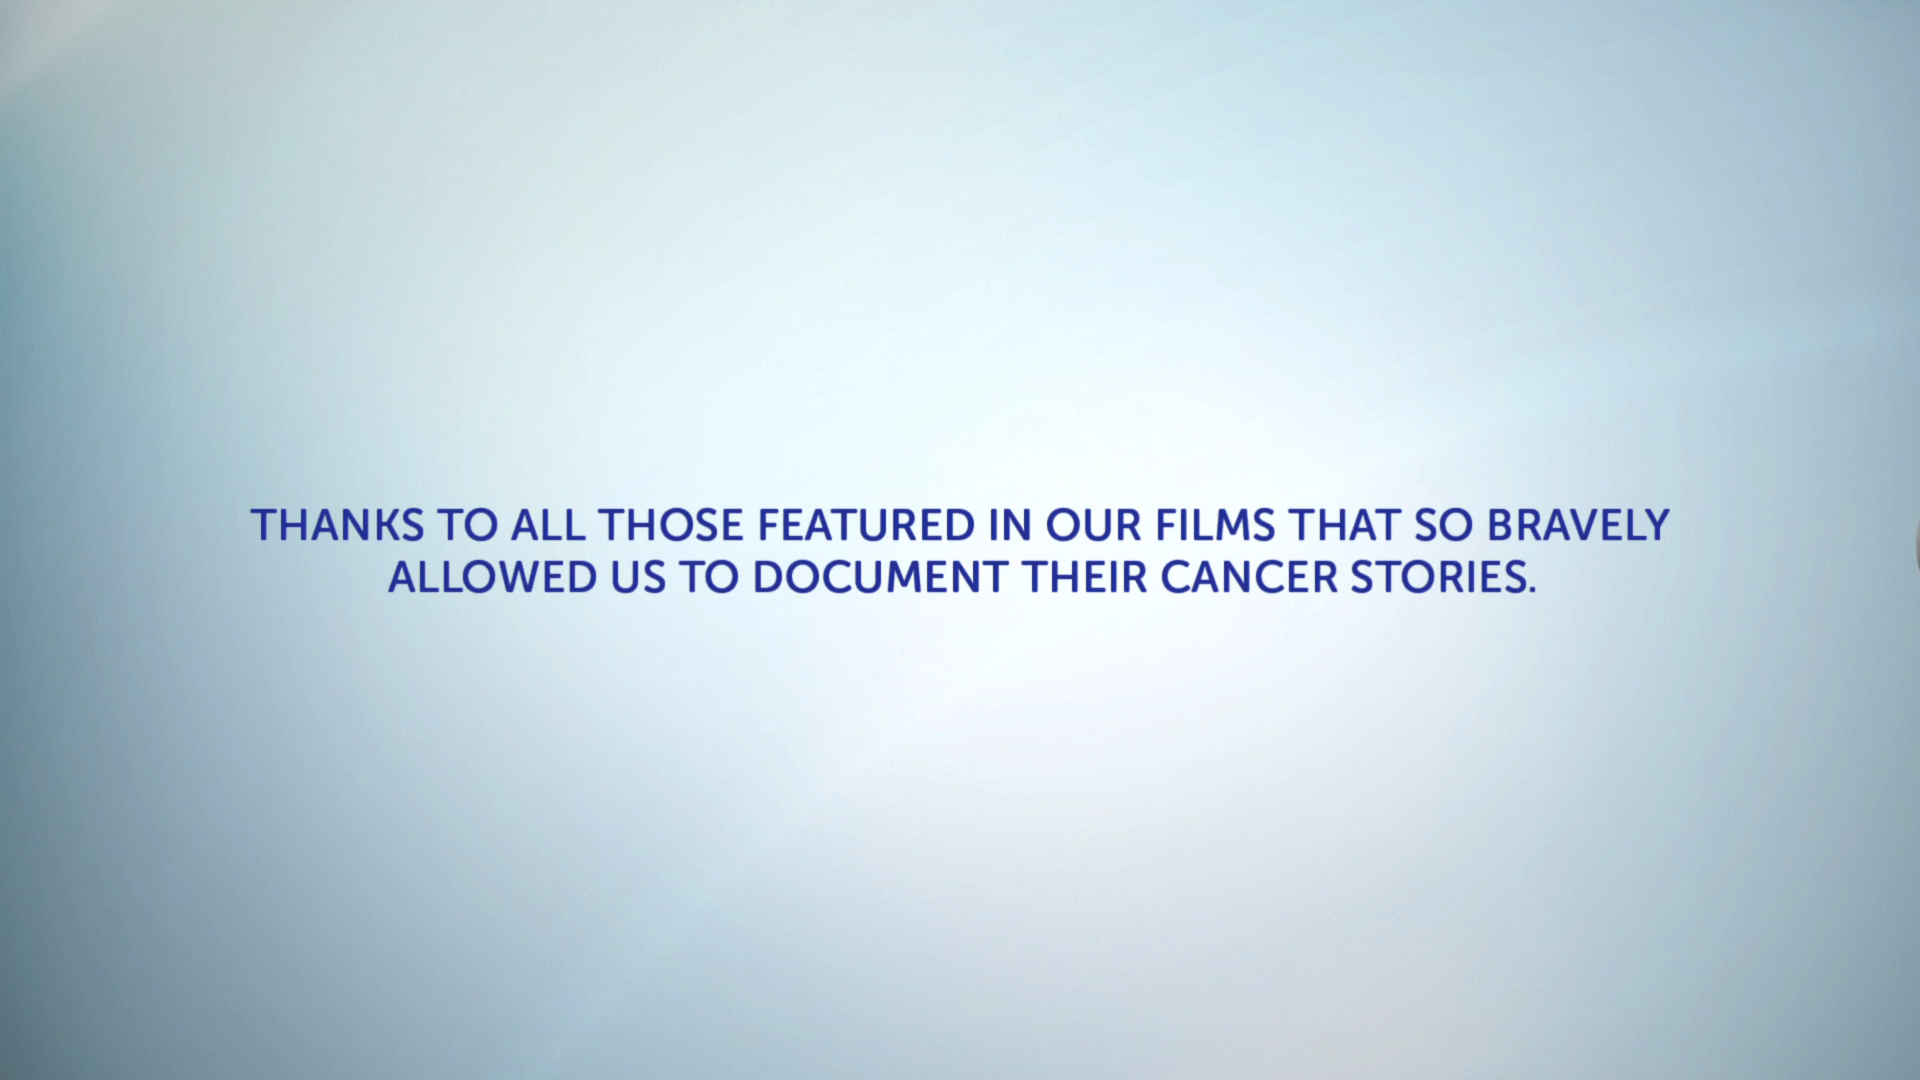 THANKS TO ALL THOSE FEATURED IN OUR FILMS THAT SO BRAVELY
ALLOWED US TO DOCUMENT THEIR CANCER STORIES.